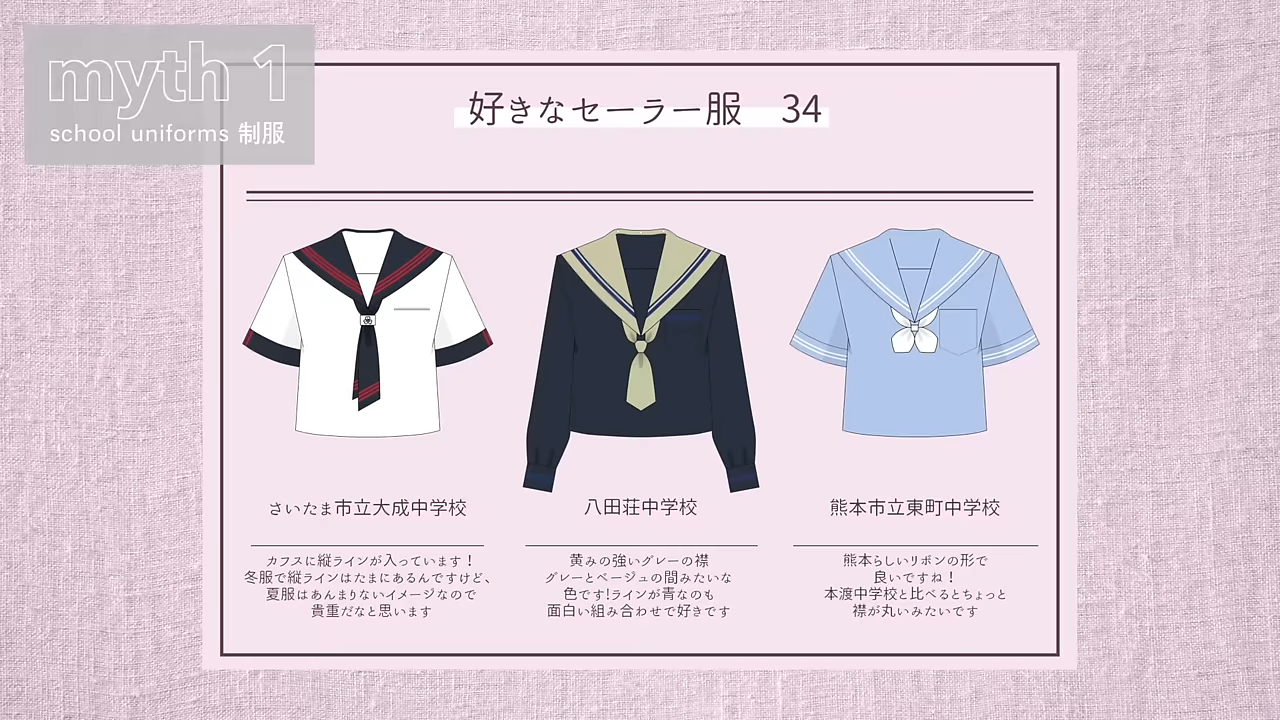 myth 1
school uniforms 制服
好きなセーラー服　34
さいたま市立大成中学校
カフスに縦ラインが入っています！
冬服で縦ラインはたまにあるんですけど、
夏服はあんまりないイメージなので
貴重だなと思います
八田荘中学校
黄みの強いグレーの襟
グレーとベージュの間みたいな
色です!ラインが青なのも
面白い組み合わせで好きです
熊本市立東町中学校
熊本らしいリボンの形で
良いですね！
本渡中学校と比べるとちょっと
襟が丸いみたいです